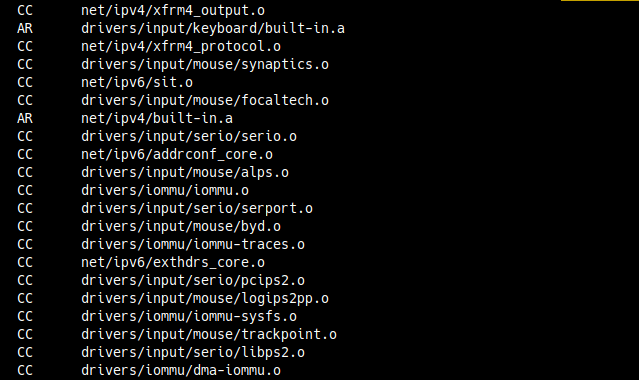 CC      net/ipv4/xfrm4_output.o
AR      drivers/input/keyboard/built-in.a
CC      net/ipv4/xfrm4_protocol.o
CC      drivers/input/mouse/synaptics.o
CC      net/ipv6/sit.o
CC      drivers/input/mouse/focaltech.o
AR      net/ipv4/built-in.a
CC      drivers/input/serio/serio.o
CC      net/ipv6/addrconf_core.o
CC      drivers/input/mouse/alps.o
CC      drivers/iommu/iommu.o
CC      drivers/input/serio/serport.o
CC      drivers/input/mouse/byd.o
CC      drivers/iommu/iommu-traces.o
CC      net/ipv6/exthdrs_core.o
CC      drivers/input/serio/pcips2.o
CC      drivers/input/mouse/logips2pp.o
CC      drivers/iommu/iommu-sysfs.o
CC      drivers/input/mouse/trackpoint.o
CC      drivers/input/serio/libps2.o
CC      drivers/iommu/dma-iommu.o